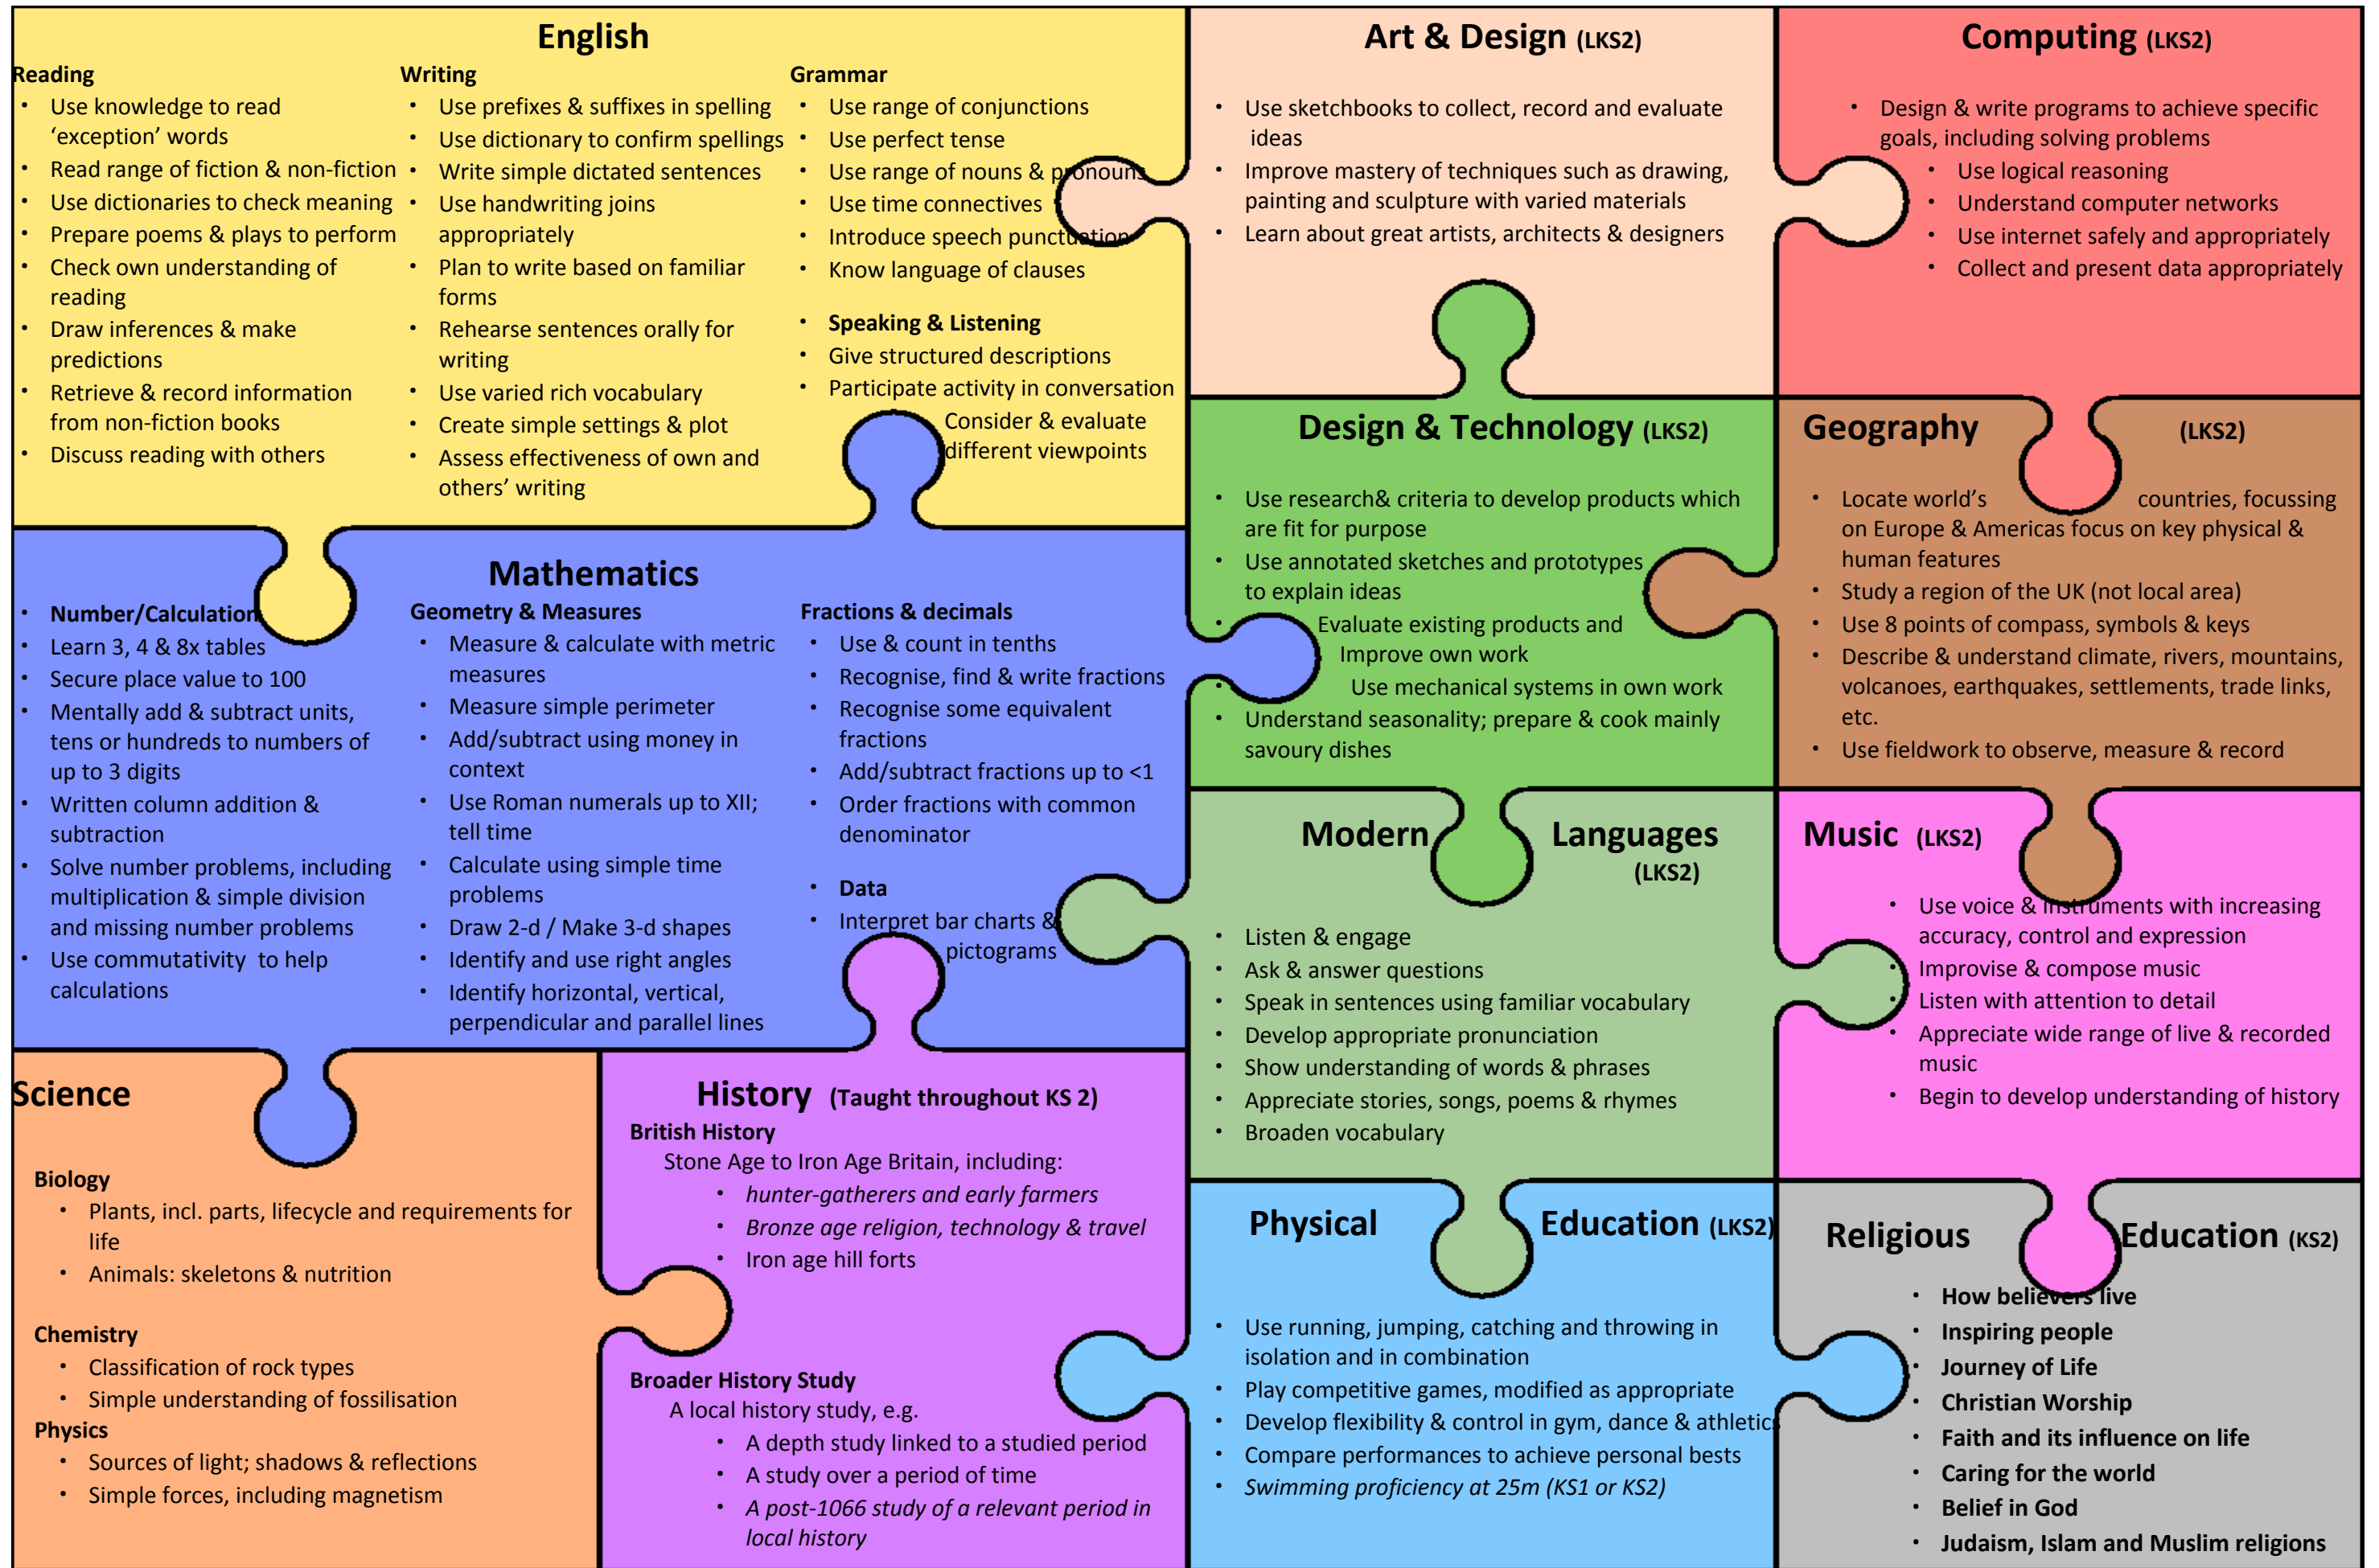 English
Reading
• Use knowledge to read
‘exception’ words
• Read range of fiction & non-fiction
• Use dictionaries to check meaning
• Prepare poems & plays to perform
• Check own understanding of
reading
• Draw inferences & make
predictions
• Retrieve & record information
from non-fiction books
• Discuss reading with others
Writing
• Use prefixes & suffixes in spelling
• Use dictionary to confirm spellings
• Write simple dictated sentences
• Use handwriting joins
appropriately
• Plan to write based on familiar
forms
• Rehearse sentences orally for
writing
• Use varied rich vocabulary
• Create simple settings & plot
• Assess effectiveness of own and
others’ writing
Grammar
• Use range of conjunctions
• Use perfect tense
• Use range of nouns & pronouns
• Use time connectives
• Introduce speech punctuation
• Know language of clauses
• Speaking & Listening
• Give structured descriptions
• Participate activity in conversation
Consider & evaluate
different viewpoints
Art & Design (LKS2)
• Use sketchbooks to collect, record and evaluate
ideas
• Improve mastery of techniques such as drawing,
painting and sculpture with varied materials
• Learn about great artists, architects & designers
Computing (LKS2)
• Design & write programs to achieve specific
goals, including solving problems
• Use logical reasoning
• Understand computer networks
• Use internet safely and appropriately
• Collect and present data appropriately
Mathematics
• Number/Calculation
• Learn 3, 4 & 8x tables
• Secure place value to 100
• Mentally add & subtract units,
tens or hundreds to numbers of
up to 3 digits
• Written column addition &
subtraction
• Solve number problems, including
multiplication & simple division
and missing number problems
• Use commutativity to help
calculations
Geometry & Measures
• Measure & calculate with metric
measures
• Measure simple perimeter
• Add/subtract using money in
context
• Use Roman numerals up to XII;
tell time
• Calculate using simple time
problems
• Draw 2-d / Make 3-d shapes
• Identify and use right angles
• Identify horizontal, vertical,
perpendicular and parallel lines
Fractions & decimals
• Use & count in tenths
• Recognise, find & write fractions
• Recognise some equivalent
fractions
• Add/subtract fractions up to <1
• Order fractions with common
denominator
• Data
• Interpret bar charts &
pictograms
Design & Technology (LKS2)
• Use research& criteria to develop products which
are fit for purpose
• Use annotated sketches and prototypes
to explain ideas
• Evaluate existing products and
Improve own work
• Use mechanical systems in own work
• Understand seasonality; prepare & cook mainly
savoury dishes
Geography (LKS2)
• Locate world’s countries, focussing
on Europe & Americas focus on key physical &
human features
• Study a region of the UK (not local area)
• Use 8 points of compass, symbols & keys
• Describe & understand climate, rivers, mountains,
volcanoes, earthquakes, settlements, trade links,
etc.
• Use fieldwork to observe, measure & record
Modern Languages
(LKS2)
• Listen & engage
• Ask & answer questions
• Speak in sentences using familiar vocabulary
• Develop appropriate pronunciation
• Show understanding of words & phrases
• Appreciate stories, songs, poems & rhymes
• Broaden vocabulary
Music (LKS2)
• Use voice & instruments with increasing
accuracy, control and expression
• Improvise & compose music
• Listen with attention to detail
• Appreciate wide range of live & recorded
music
• Begin to develop understanding of history
Science
Biology
• Plants, incl. parts, lifecycle and requirements for
life
• Animals: skeletons & nutrition
Chemistry
• Classification of rock types
• Simple understanding of fossilisation
Physics
• Sources of light; shadows & reflections
• Simple forces, including magnetism
History (Taught throughout KS 2)
British History
Stone Age to Iron Age Britain, including:
• hunter-gatherers and early farmers
• Bronze age religion, technology & travel
• Iron age hill forts
Broader History Study
A local history study, e.g.
• A depth study linked to a studied period
• A study over a period of time
• A post-1066 study of a relevant period in
local history
Physical Education (LKS2)
• Use running, jumping, catching and throwing in
isolation and in combination
• Play competitive games, modified as appropriate
• Develop flexibility & control in gym, dance & athletics
• Compare performances to achieve personal bests
• Swimming proficiency at 25m (KS1 or KS2)
Religious Education (KS2)
• How believers live
• Inspiring people
• Journey of Life
• Christian Worship
• Faith and its influence on life
• Caring for the world
• Belief in God
• Judaism, Islam and Muslim religions